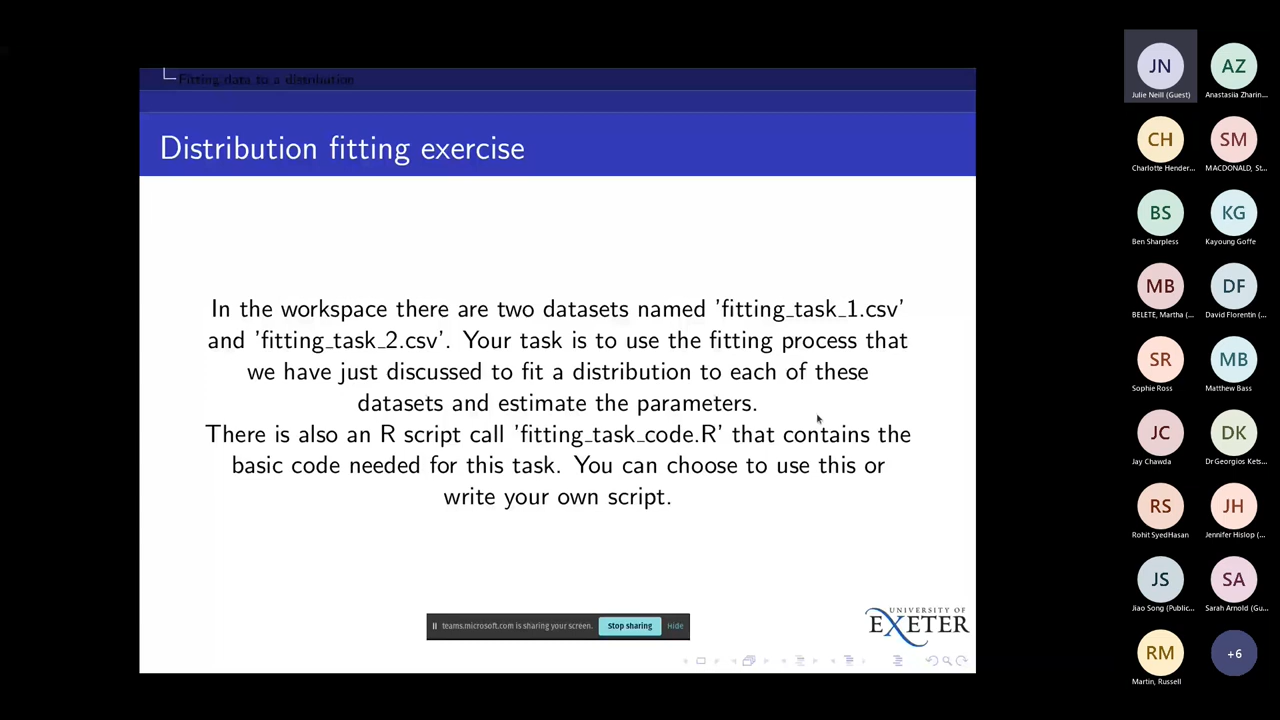 Fitting data to a distribution
Distribution fitting exercise
In the workspace there are two datasets named 'fitting_task_1.csv'
and 'fitting_task_2.csv'. Your task is to use the fitting process that
we have just discussed to fit a distribution to each of these
datasets and estimate the parameters.
There is also an R script call 'fitting_task_code.R' that contains the
basic code needed for this task. You can choose to use this or
write your own script.
teams.microsoft.com is sharing your screen. Stop sharing Hide
UNIVERSITY OF
EXETER
JN AZ
Julie Neill (Guest) Anastasiia Zharin...
CH SM
Charlotte Hender... MACDONALD, St...
BS KG
Ben Sharpless Kayoung Goffe
MB DF
BELETE, Martha (... David Florentin (...
SR MB
Sophie Ross Matthew Bass
JC DK
Jay Chawda Dr Georgios Kets...
RS JH
Rohit SyedHasan Jennifer Hislop (...
JS SA
Jiao Song (Public... Sarah Arnold (Gu...
RM +6
Martin, Russell